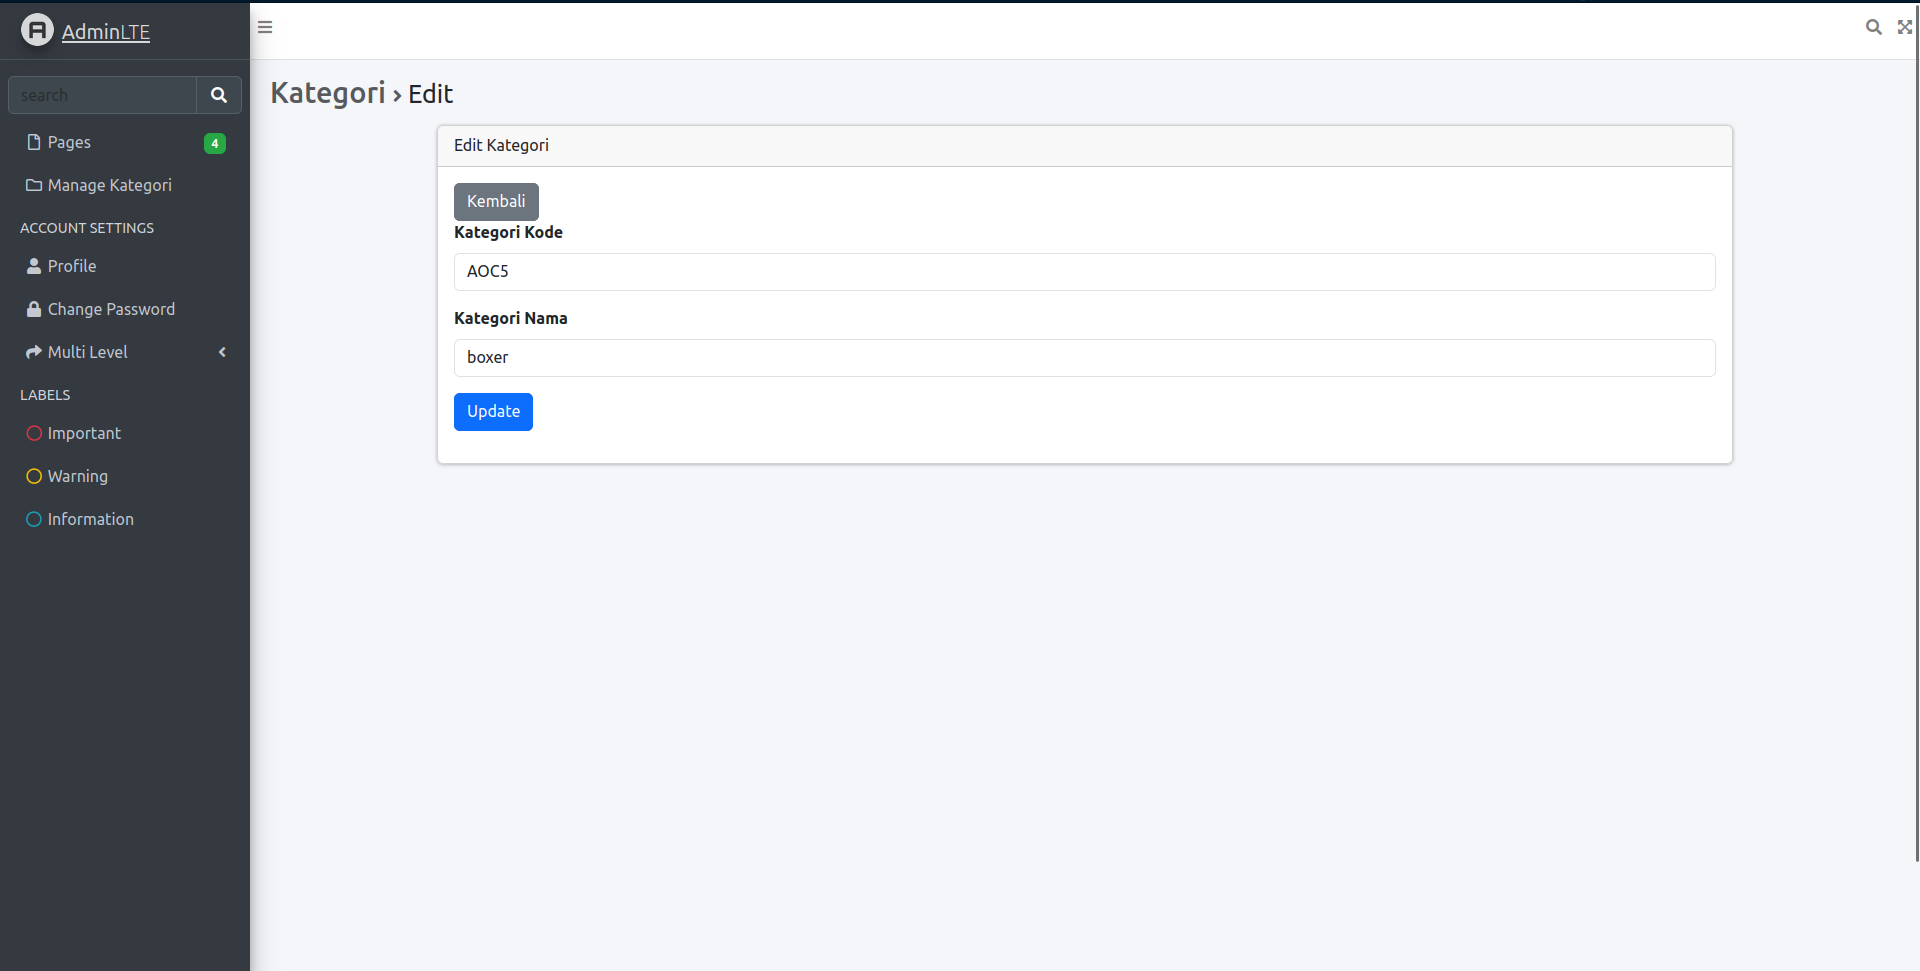 AdminLTE
search
Pages 4
Manage Kategori
ACCOUNT SETTINGS
Profile
Change Password
Multi Level
LABELS
Important
Warning
Information
Kategori › Edit
Edit Kategori
Kembali
Kategori Kode
AOC5
Kategori Nama
boxer
Update